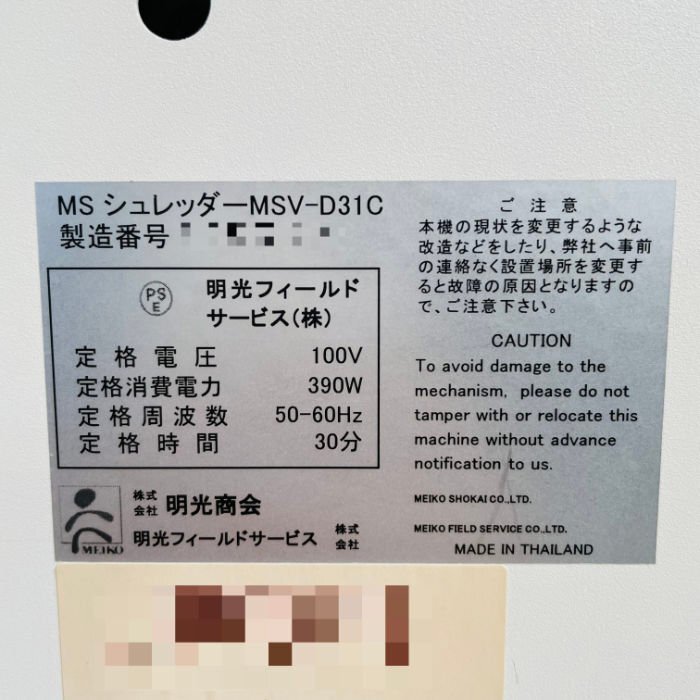 MS シュレッダーMSV-D31C
製造番号
PS
E
明光フィールド
サービス(株)
定格電圧 100V
定格消費電力 390W
定格周波数 50-60Hz
定格時間 30分
MEIKO
株式
会社 明光商会
明光フィールドサービス 株式
会社
ご注意
本機の現状を変更するような
改造などをしたり、弊社へ事前
の連絡なく設置場所を変更す
ると故障の原因となりますの
で、ご注意下さい。
CAUTION
To avoid damage to the
mechanism, please do not
tamper with or relocate this
machine without advance
notification to us.
MEIKO SHOKAI CO.,LTD.
MEIKO FIELD SERVICE CO.,LTD.
MADE IN THAILAND